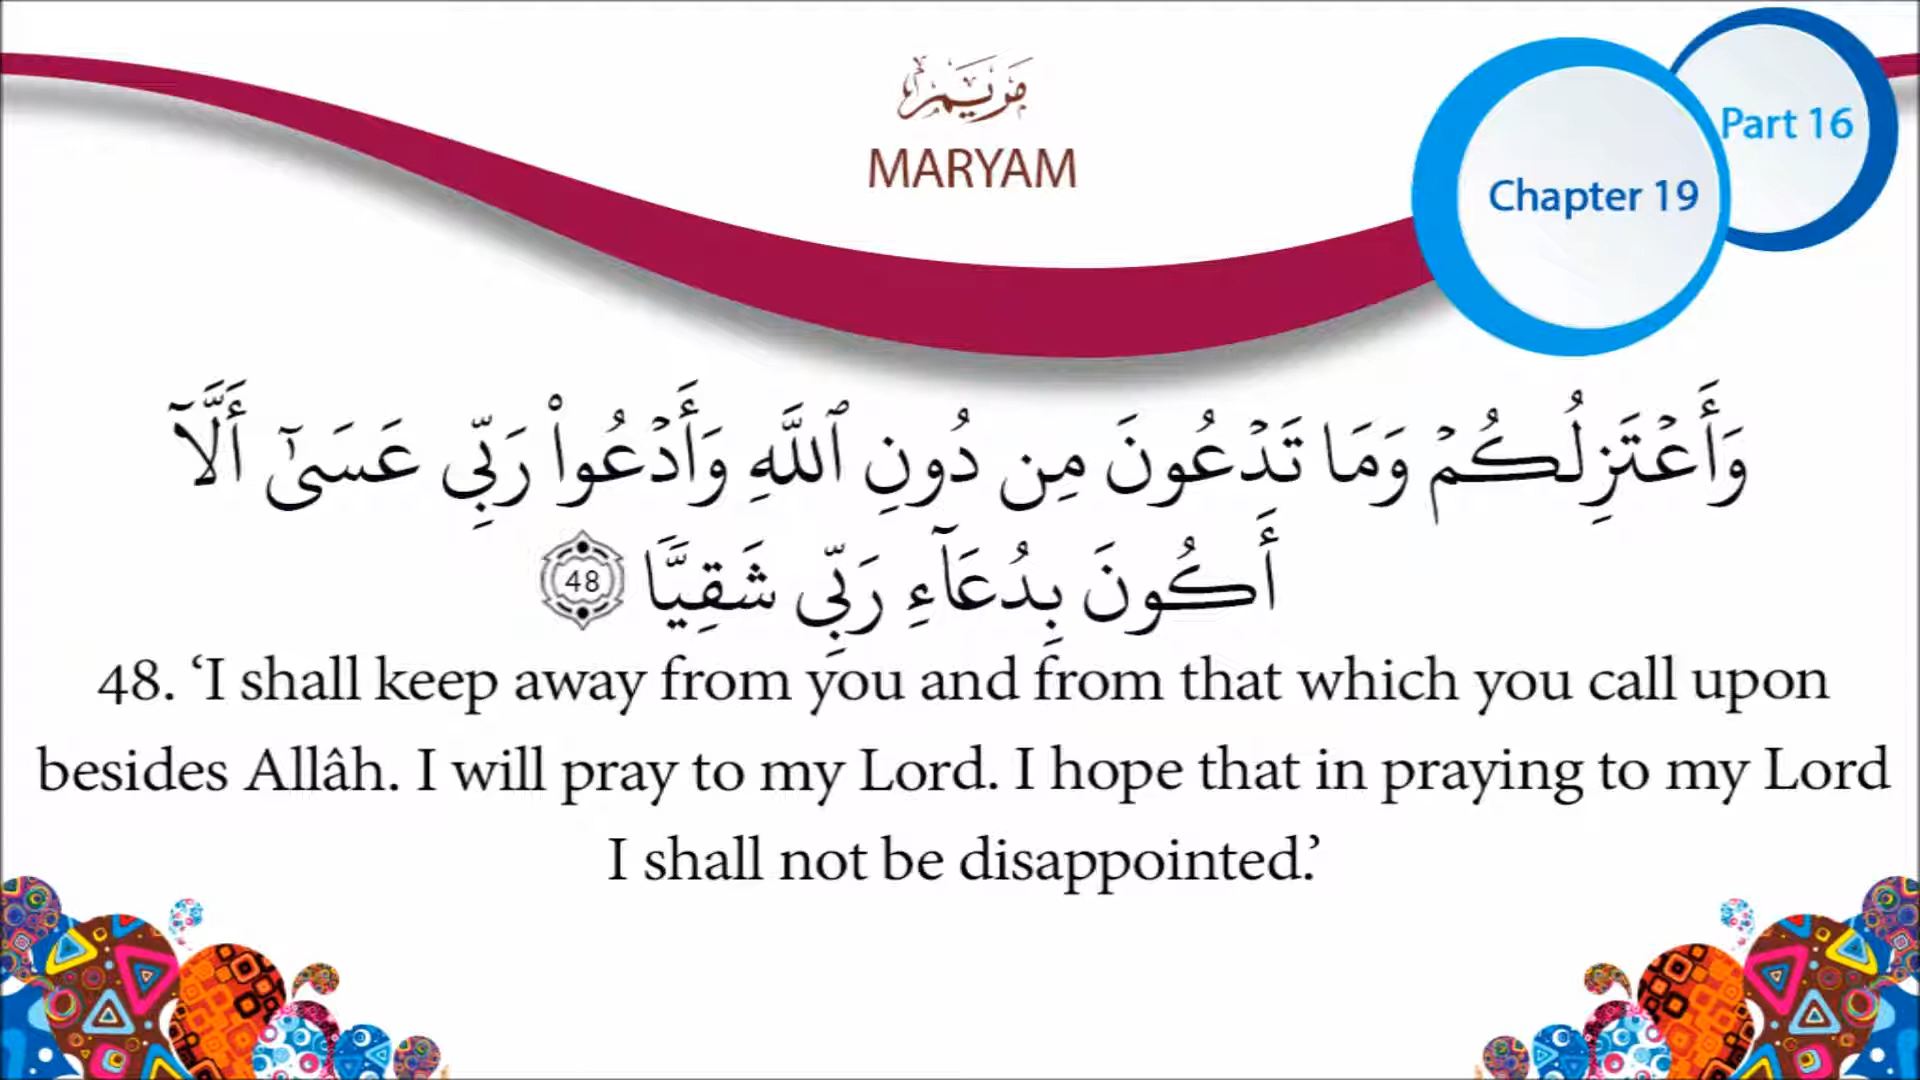 مريم
MARYAM
Part 16
Chapter 19
وَأَعۡتَزِلُكُمۡ وَمَا تَدۡعُونَ مِن دُونِ ٱللَّهِ وَأَدۡعُواْ رَبِّي عَسَىٰٓ أَلَّآ
أَكُونَ بِدُعَآءِ رَبِّي شَقِيّٗا 48
48. ‘I shall keep away from you and from that which you call upon
besides Allâh. I will pray to my Lord. I hope that in praying to my Lord
I shall not be disappointed.’